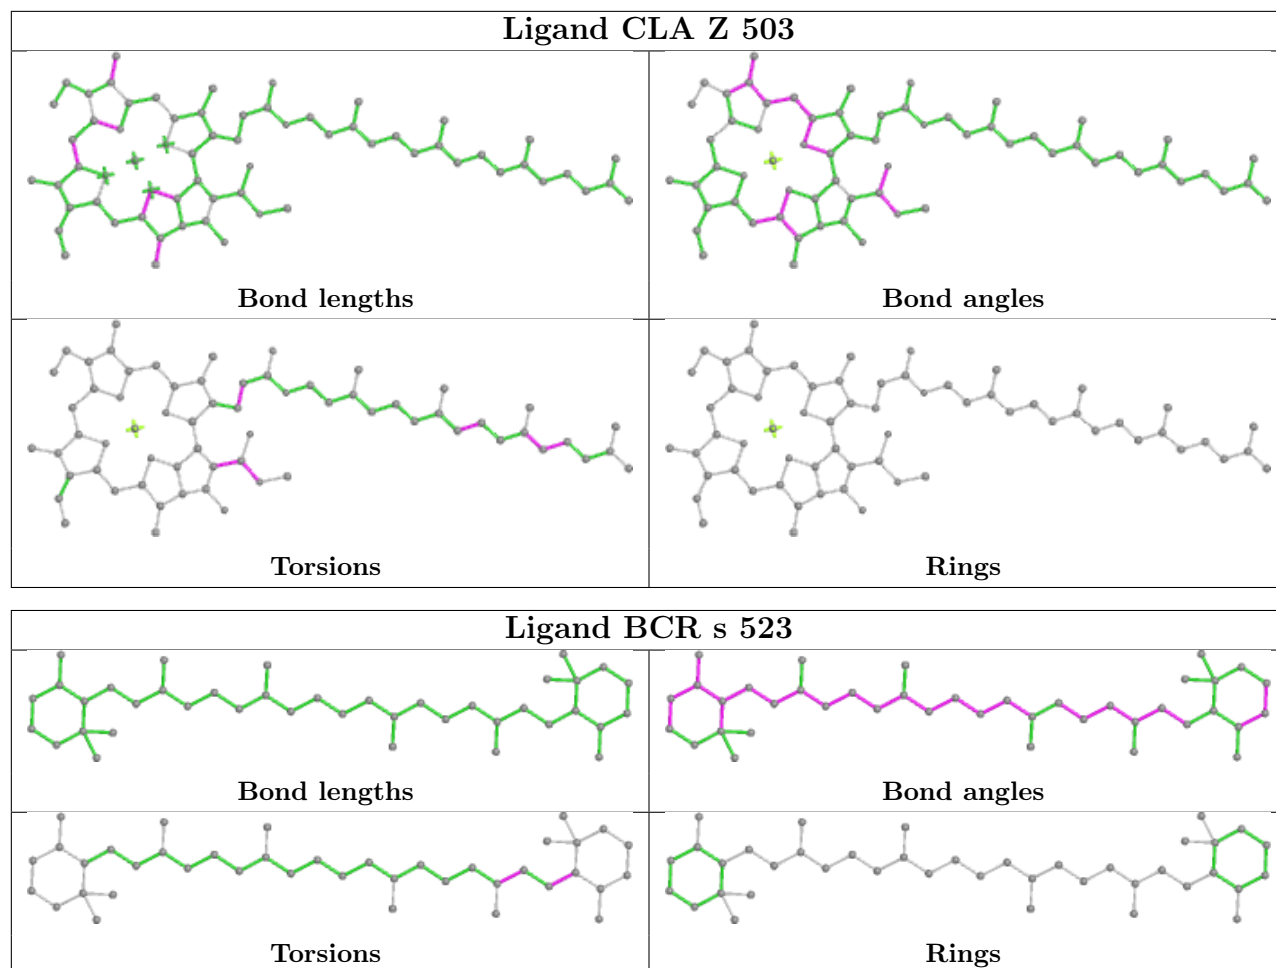 Ligand CLA Z 503
Bond lengths
Bond angles
Torsions
Rings
Ligand BCR s 523
Bond lengths
Bond angles
Torsions
Rings